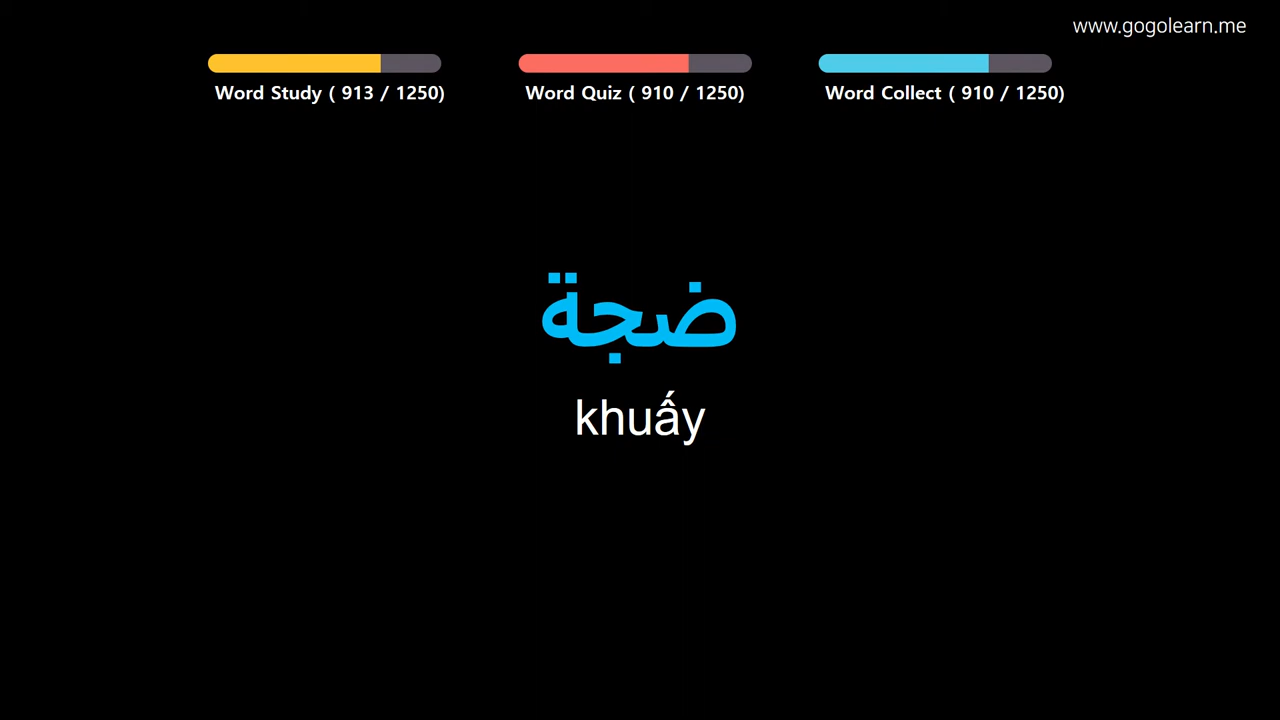 www.gogolearn.me
Word Study ( 913 / 1250)
Word Quiz ( 910 / 1250)
Word Collect ( 910 / 1250)
ضجة
khuấy